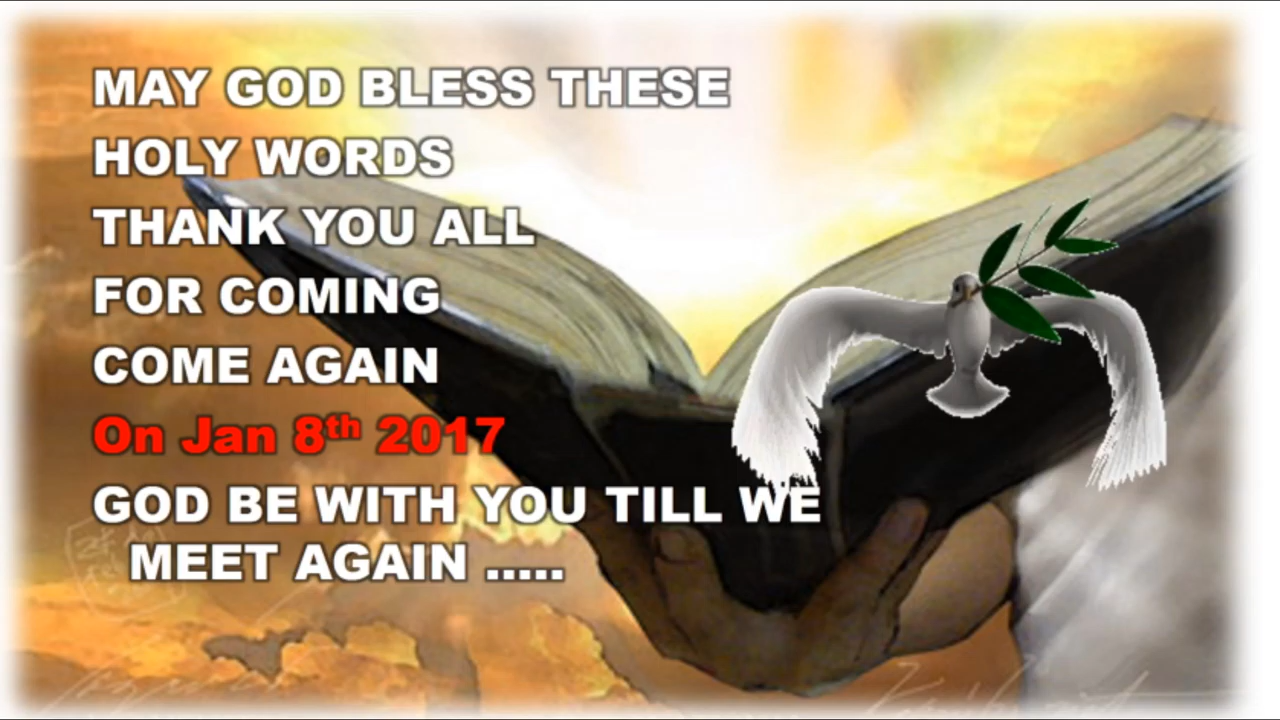 MAY GOD BLESS THESE
HOLY WORDS
THANK YOU ALL
FOR COMING
COME AGAIN
On Jan 8th 2017
GOD BE WITH YOU TILL WE
MEET AGAIN .....